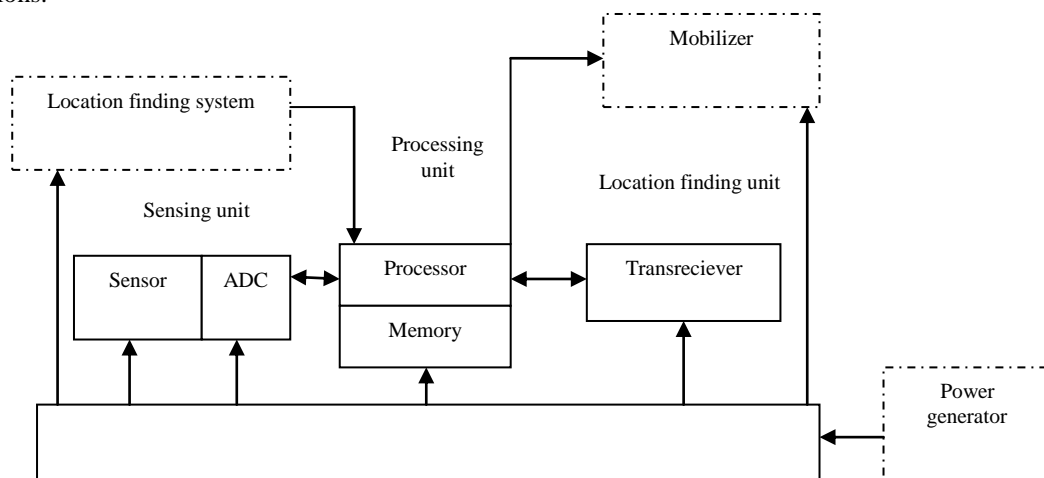 Mobilizer
Location finding system
Processing
unit
Location finding unit
Sensing unit
Sensor
ADC
Processor
Transreciever
Memory
Power
generator